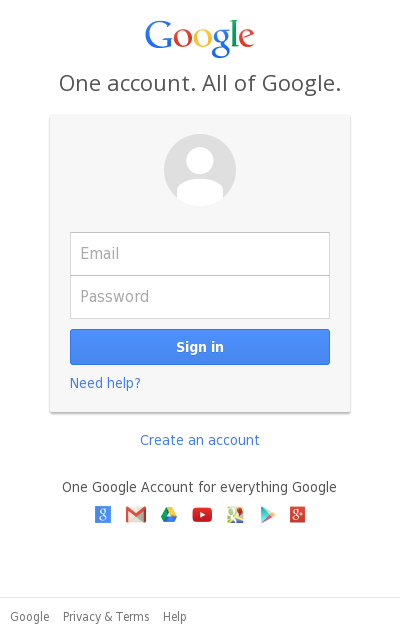 Google
One account. All of Google.
Email
Password
Sign in
Need help?
Create an account
One Google Account for everything Google
Google Privacy & Terms Help